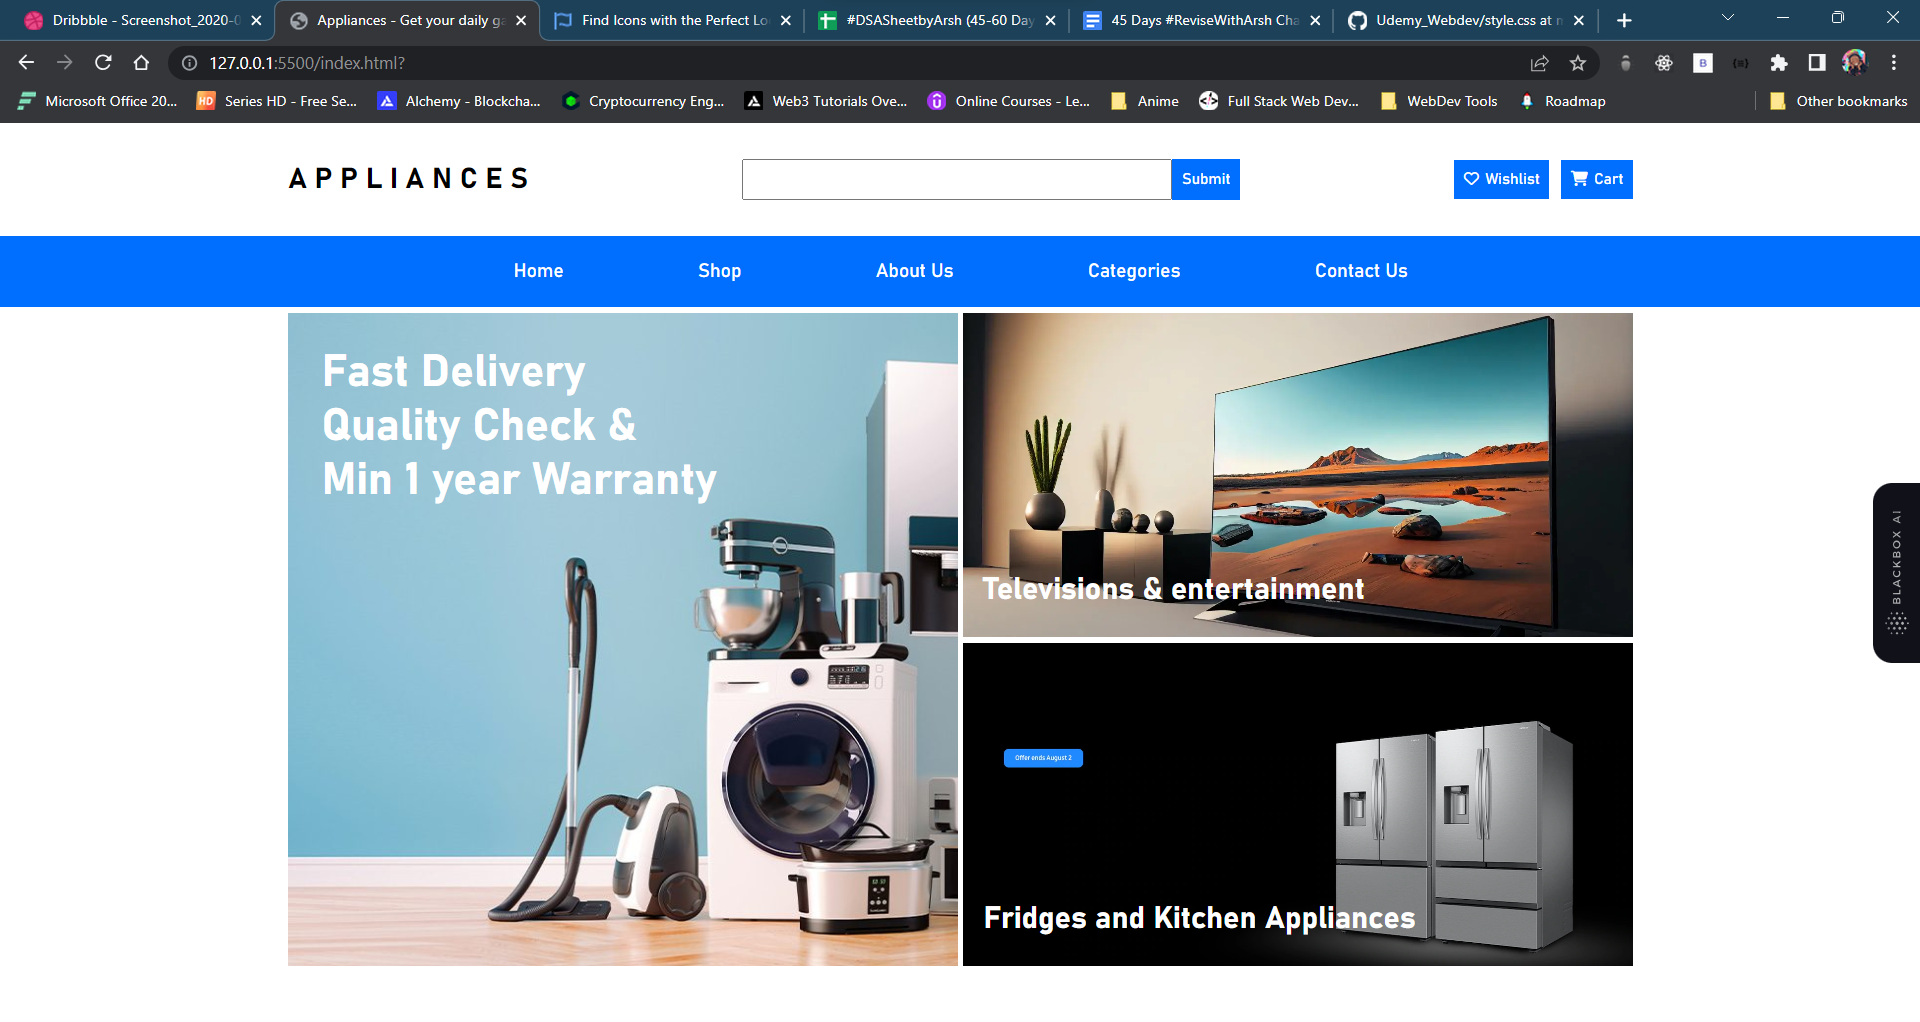 Dribbble - Screenshot_2020-0
Appliances - Get your daily ga
Find Icons with the Perfect Lo
#DSASheetbyArsh (45-60 Day
45 Days #ReviseWithArsh Cha
Udemy_Webdev/style.css at m
127.0.0.1:5500/index.html?
Microsoft Office 20...
HD
Series HD - Free Se...
Alchemy - Blockcha...
Cryptocurrency Eng...
Web3 Tutorials Ove...
Online Courses - Le...
Anime
Full Stack Web Dev...
WebDev Tools
Roadmap
Other bookmarks
APPLIANCES
Submit
Wishlist
Cart
Home
Shop
About Us
Categories
Contact Us
Fast Delivery
Quality Check &
Min 1 year Warranty
Televisions & entertainment
Offer ends August 2
Fridges and Kitchen Appliances
BLACKBOX AI